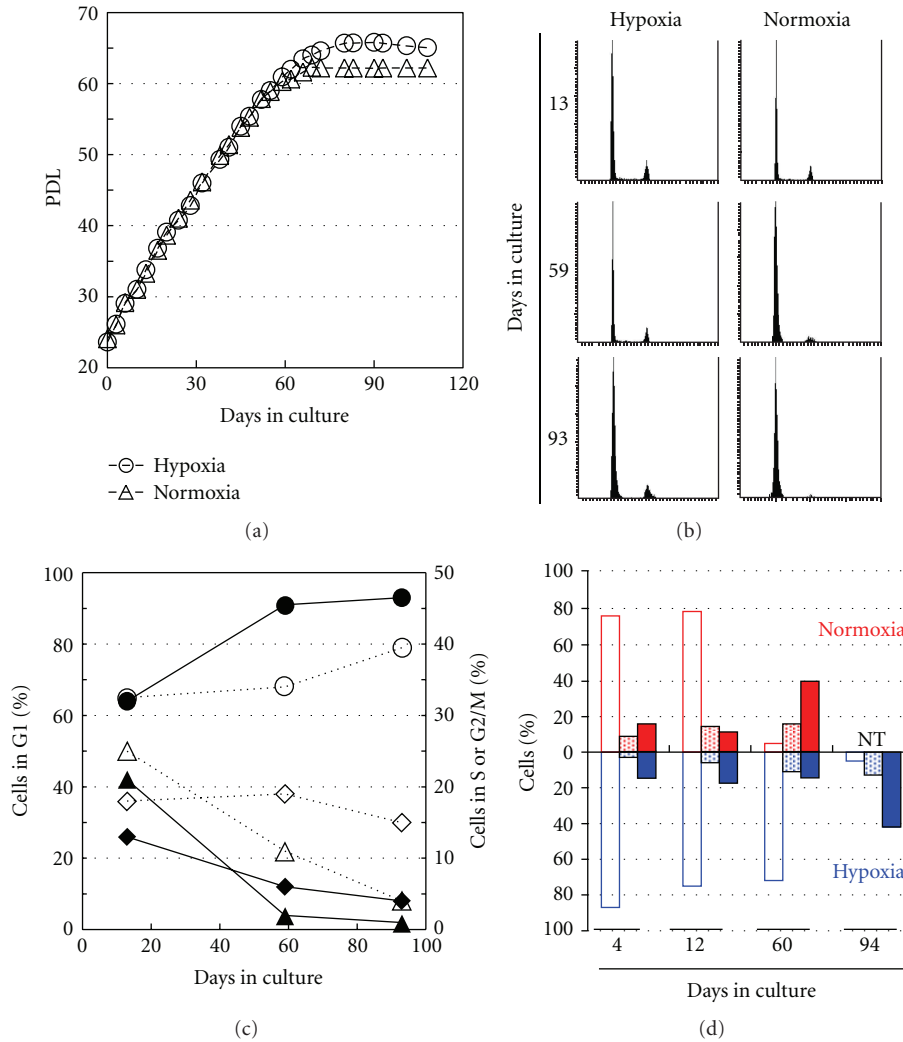 70
60
50
40
30
20
PDL
0 30 60 90 120
Days in culture
Hypoxia
Normoxia
(a)
Hypoxia Normoxia
13
59
93
Days in culture
(b)
100
80
60
40
20
0
Cells in G1 (%)
50
40
30
20
10
0
Cells in S or G2/M (%)
0 20 40 60 80 100
Days in culture
(c)
100
80
60
40
20
0
20
40
60
80
100
Cells (%)
Normoxia
NT
Hypoxia
4 12 60 94
Days in culture
(d)